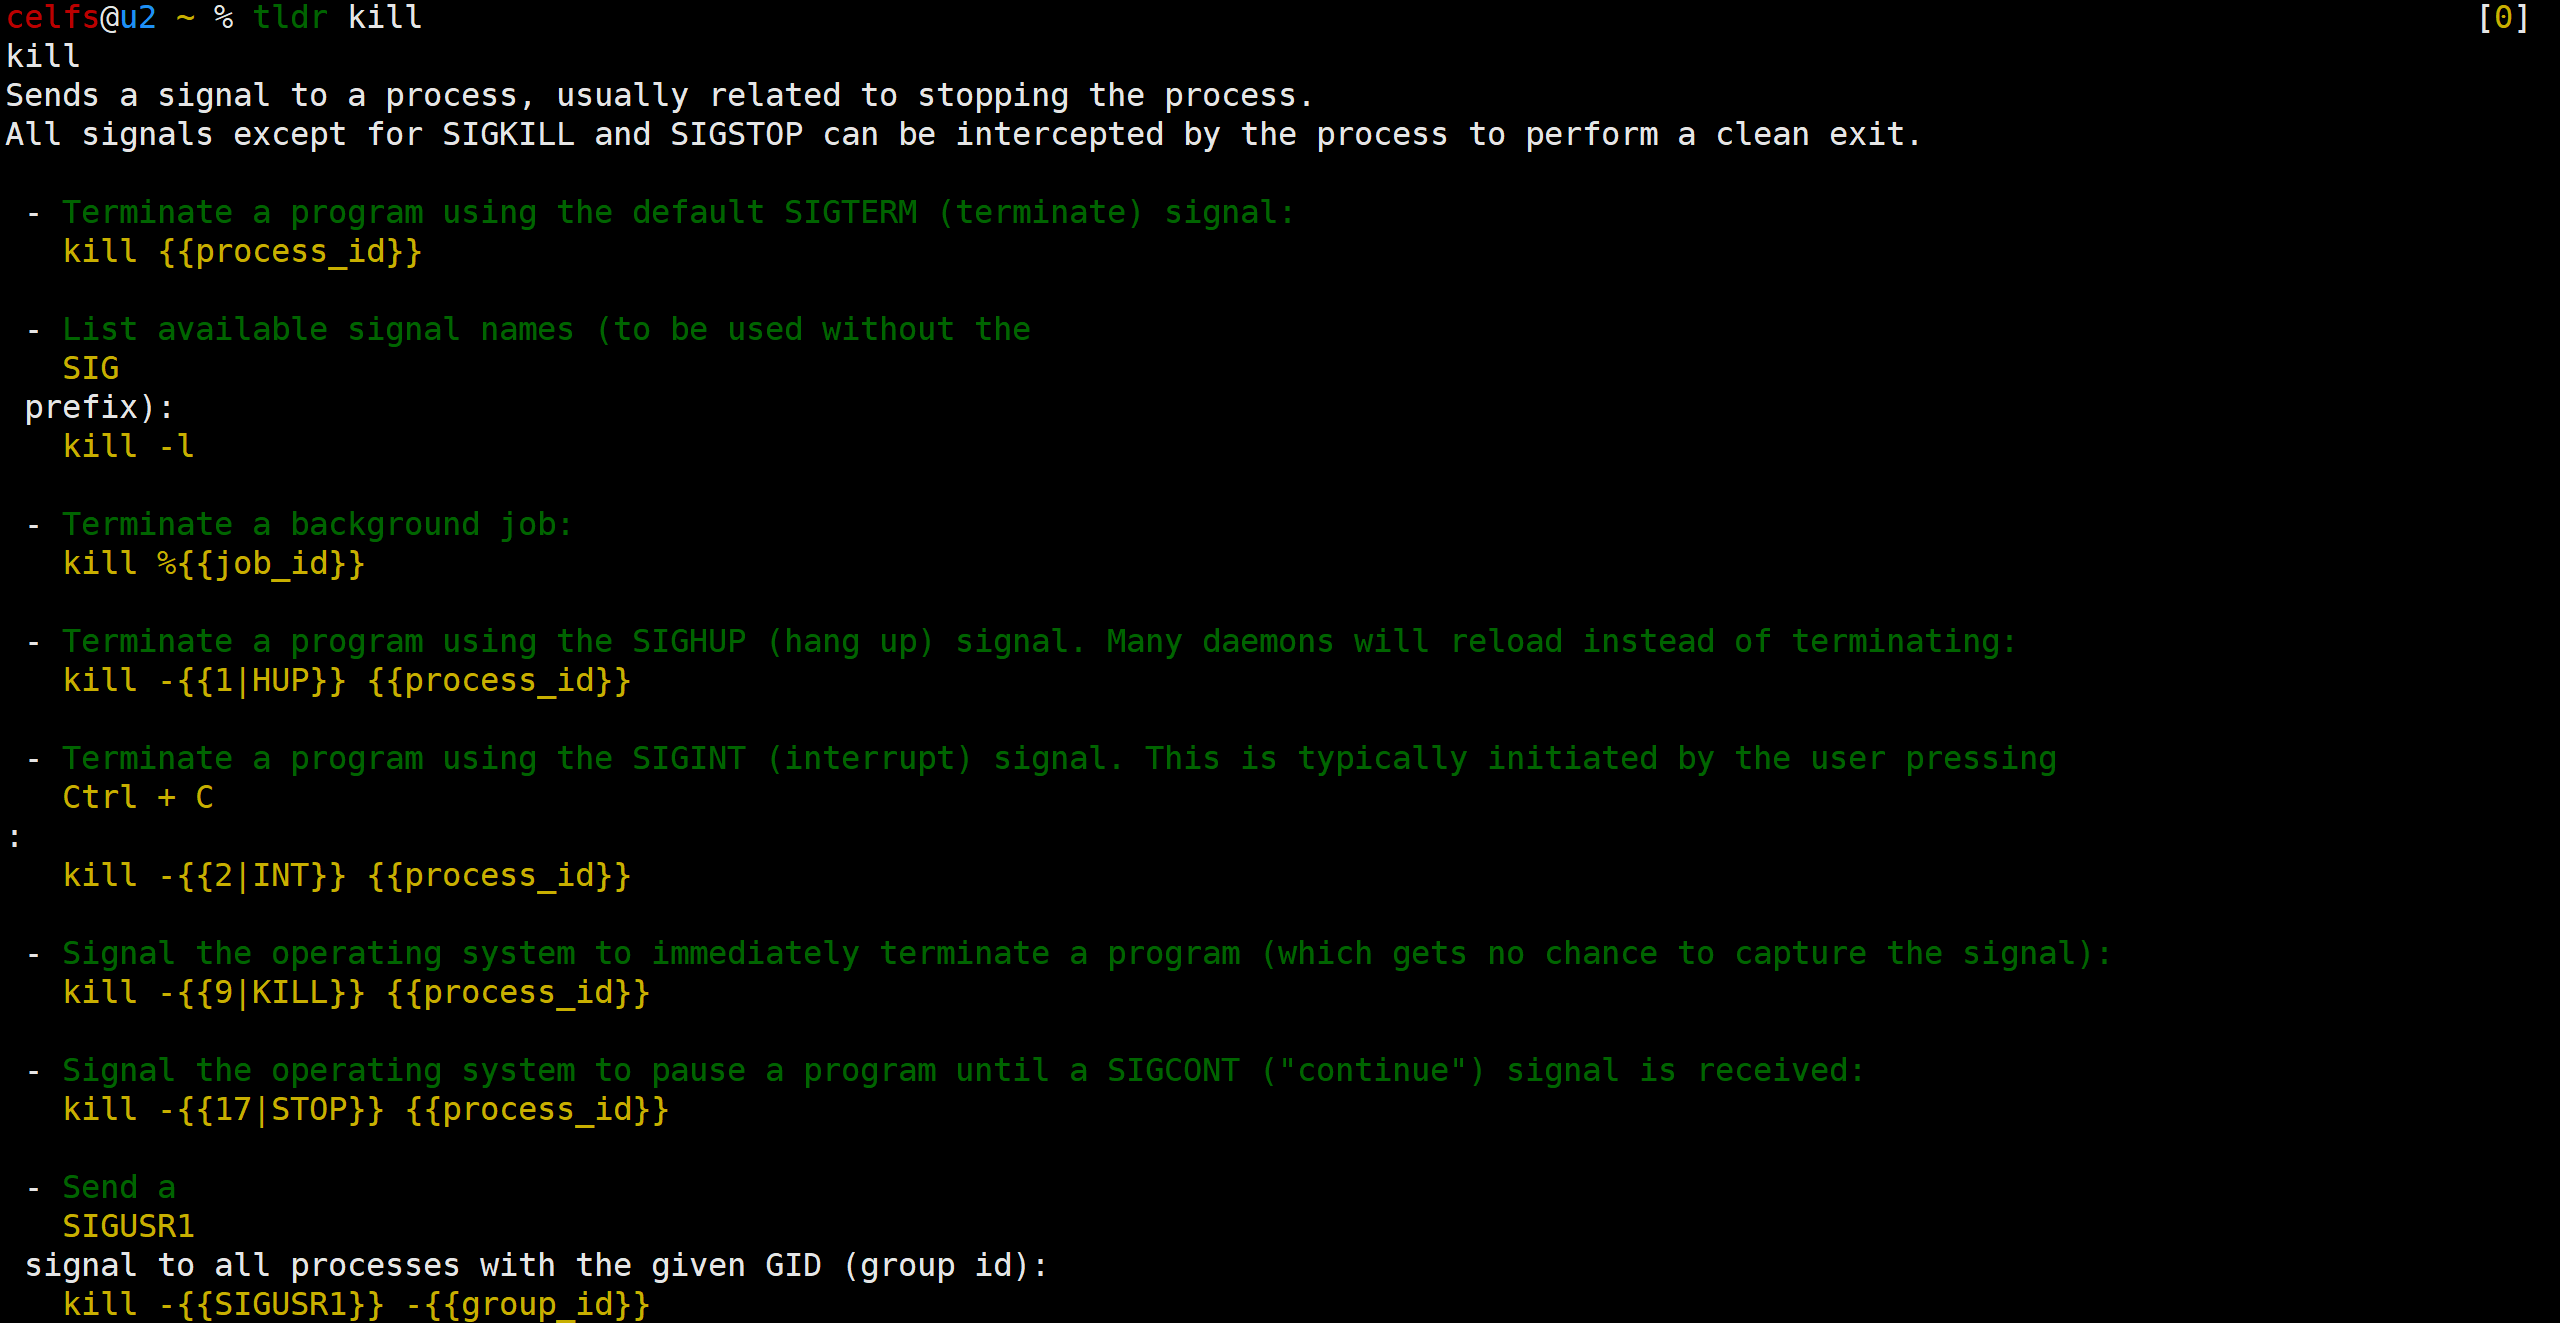 celfs@u2 ~ % tldr kill [0]
kill
Sends a signal to a process, usually related to stopping the process.
All signals except for SIGKILL and SIGSTOP can be intercepted by the process to perform a clean exit.
- Terminate a program using the default SIGTERM (terminate) signal:
kill {{process_id}}
- List available signal names (to be used without the
SIG
prefix):
kill -l
- Terminate a background job:
kill %{{job_id}}
- Terminate a program using the SIGHUP (hang up) signal. Many daemons will reload instead of terminating:
kill -{{1|HUP}} {{process_id}}
- Terminate a program using the SIGINT (interrupt) signal. This is typically initiated by the user pressing
Ctrl + C
:
kill -{{2|INT}} {{process_id}}
- Signal the operating system to immediately terminate a program (which gets no chance to capture the signal):
kill -{{9|KILL}} {{process_id}}
- Signal the operating system to pause a program until a SIGCONT ("continue") signal is received:
kill -{{17|STOP}} {{process_id}}
- Send a
SIGUSR1
signal to all processes with the given GID (group id):
kill -{{SIGUSR1}} -{{group_id}}